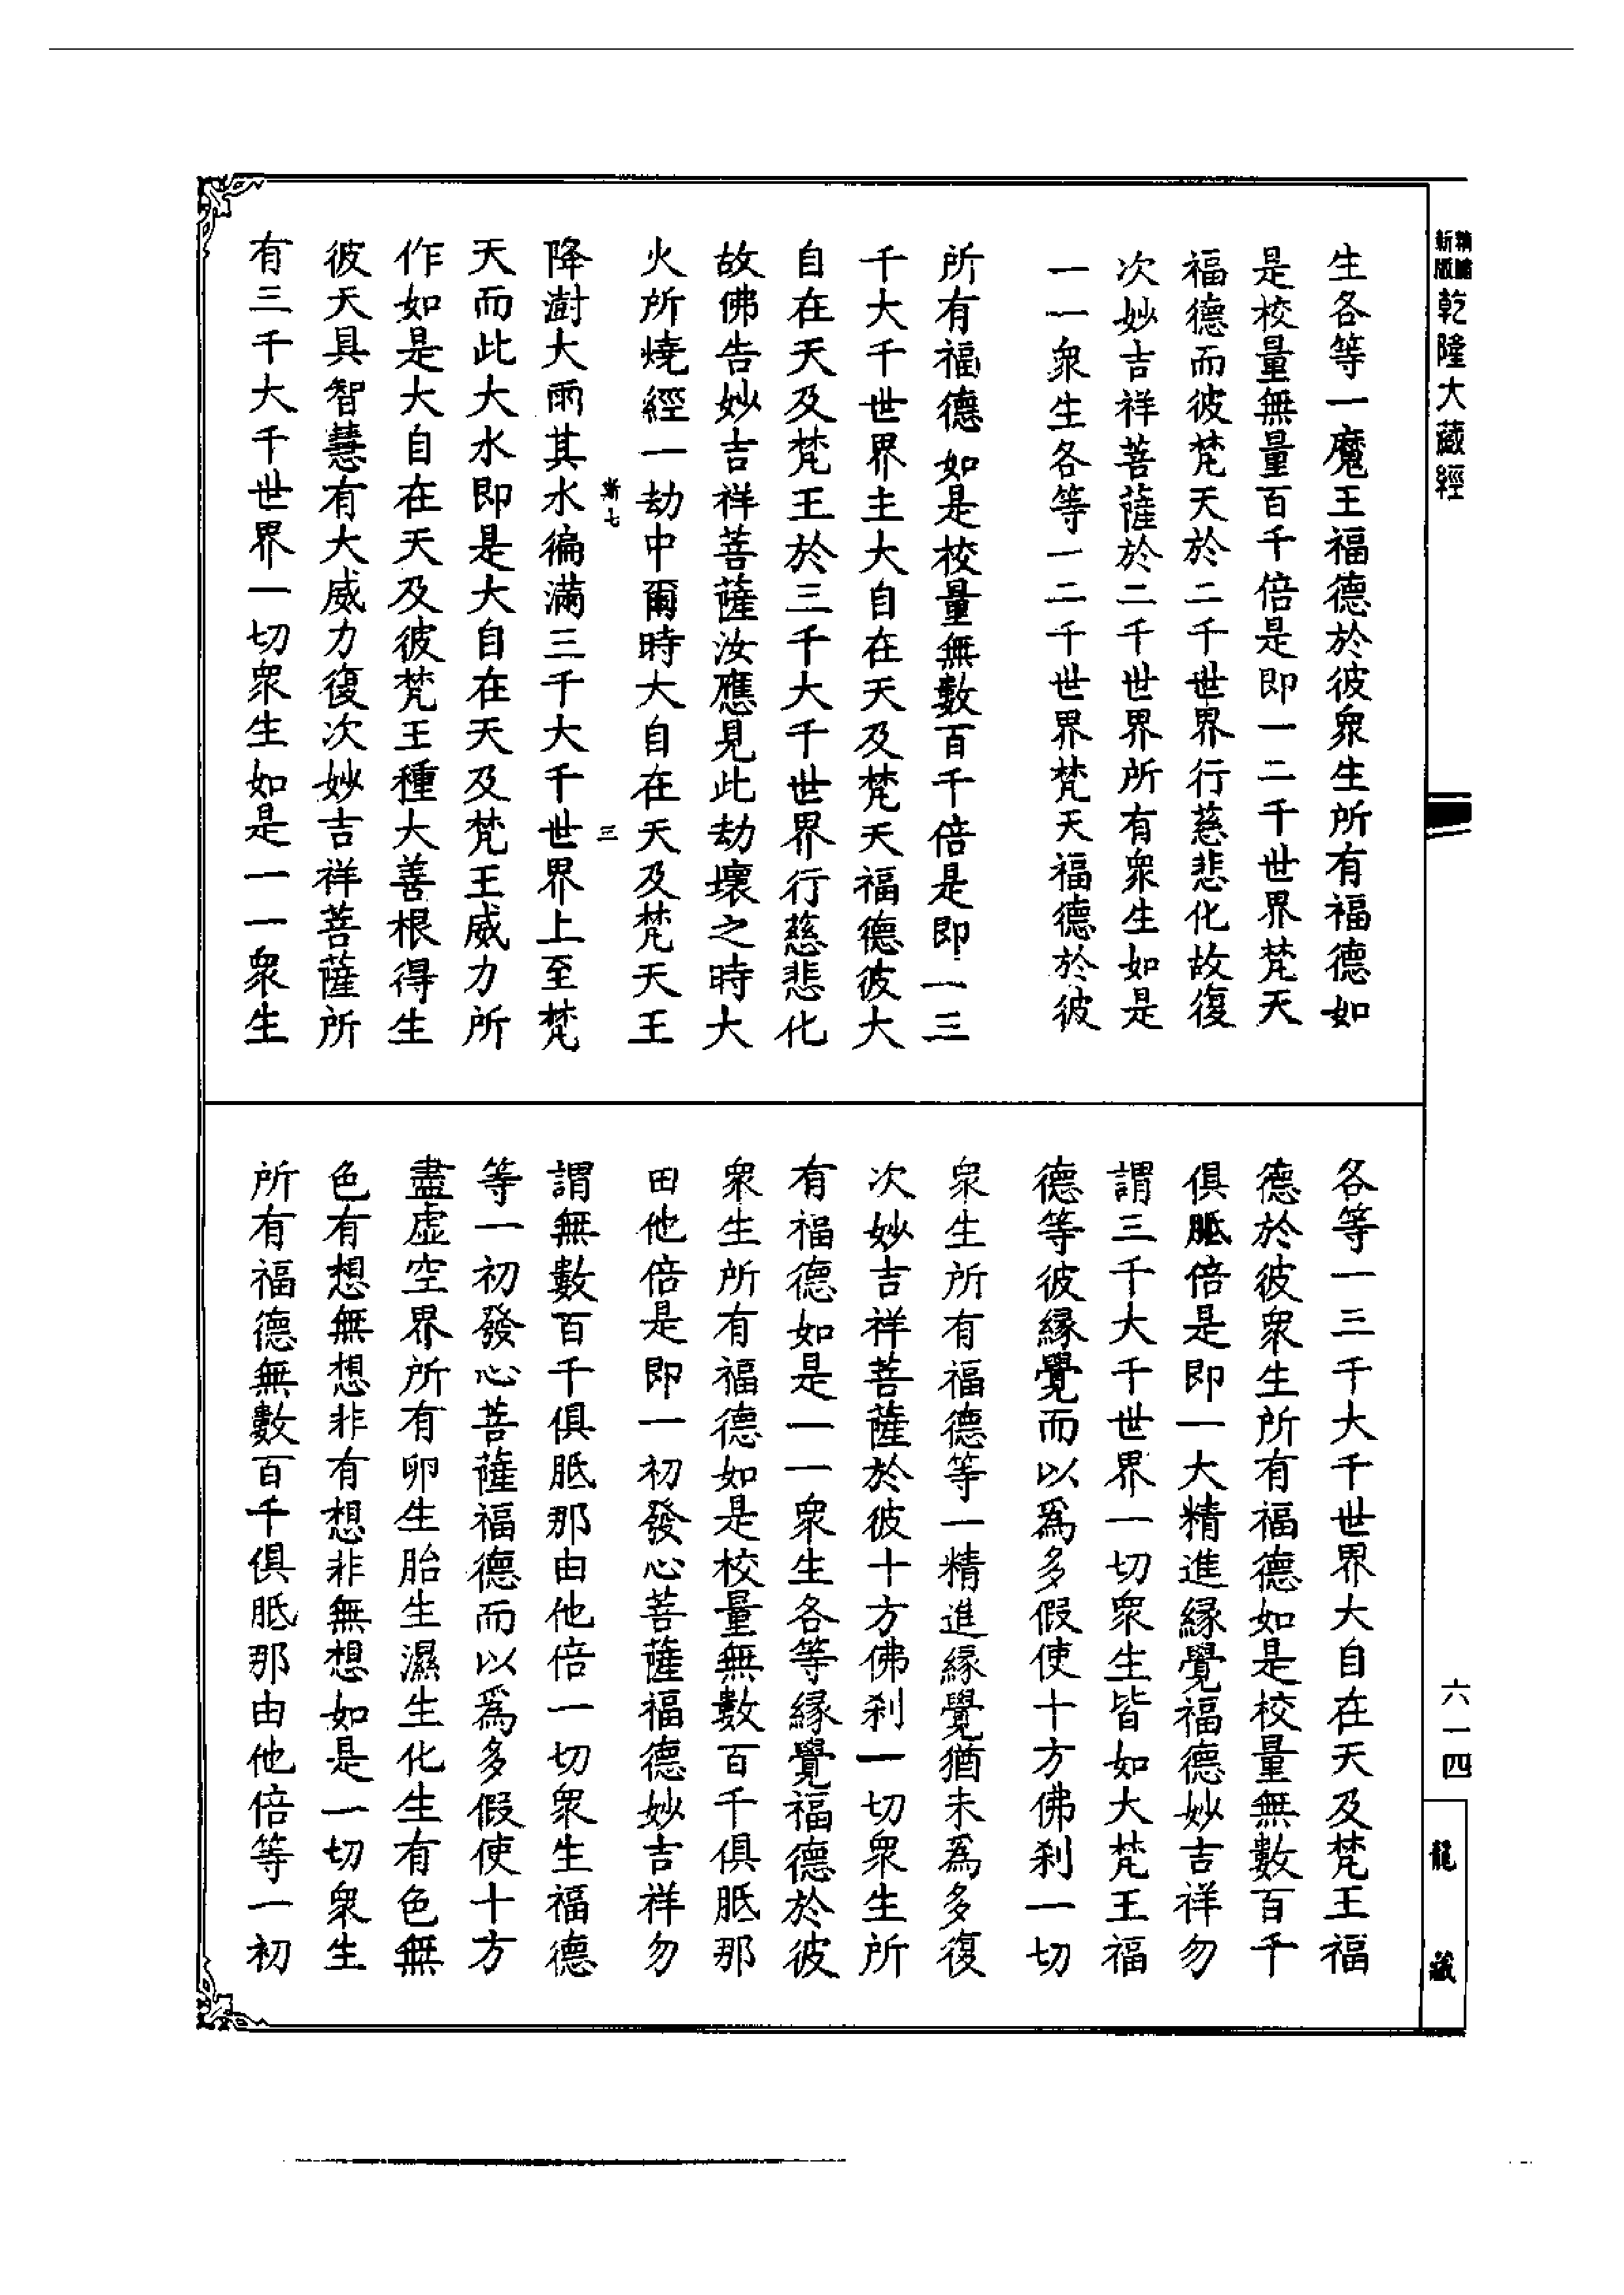 新版
精縮
乾隆大藏經
生各等一魔王福德於彼衆生所有福德如
是校量無量百千倍是即一二千世界梵天
福德而彼梵天於二千世界行慈悲化故復
次妙吉祥菩薩於二千世界所有衆生如是
一一衆生各等一二千世界梵天福德於彼
所有福德如是校量無數百千倍是即一三
千大千世界主大自在天及梵天福德彼大
自在天及梵王於三千大千世界行慈悲化
故佛告妙吉祥菩薩汝應見此劫壞之時大
火所燒經一劫中爾時大自在天及梵天王
斯七
三
降澍大雨其水徧滿三千大千世界上至梵
天而此大水即是大自在天及梵王威力所
作如是大自在天及彼梵王種大善根得生
彼天具智慧有大威力復次妙吉祥菩薩所
有三千大千世界一切衆生如是一一衆生
各等一三千大千世界大自在天及梵王福
德於彼衆生所有福德如是校量無數百千
俱胝倍是即一大精進緣覺福德妙吉祥勿
謂三千大千世界一切衆生皆如大梵王福
德等彼緣覺而以爲多假使十方佛刹一切
衆生所有福德等一精進緣覺猶未爲多復
次妙吉祥菩薩於彼十方佛刹一切衆生所
有福德如是一一衆生各等緣覺福德於彼
衆生所有福德如是校量無數百千俱胝那
由他倍是即一初發心菩薩福德妙吉祥勿
謂無數百千俱胝那由他倍一切衆生福德
等一初發心菩薩福德而以爲多假使十方
盡虛空界所有卵生胎生濕生化生有色無
色有想無想非有想非無想如是一切衆生
所有福德無數百千俱胝那由他倍等一初
六一四
龍藏